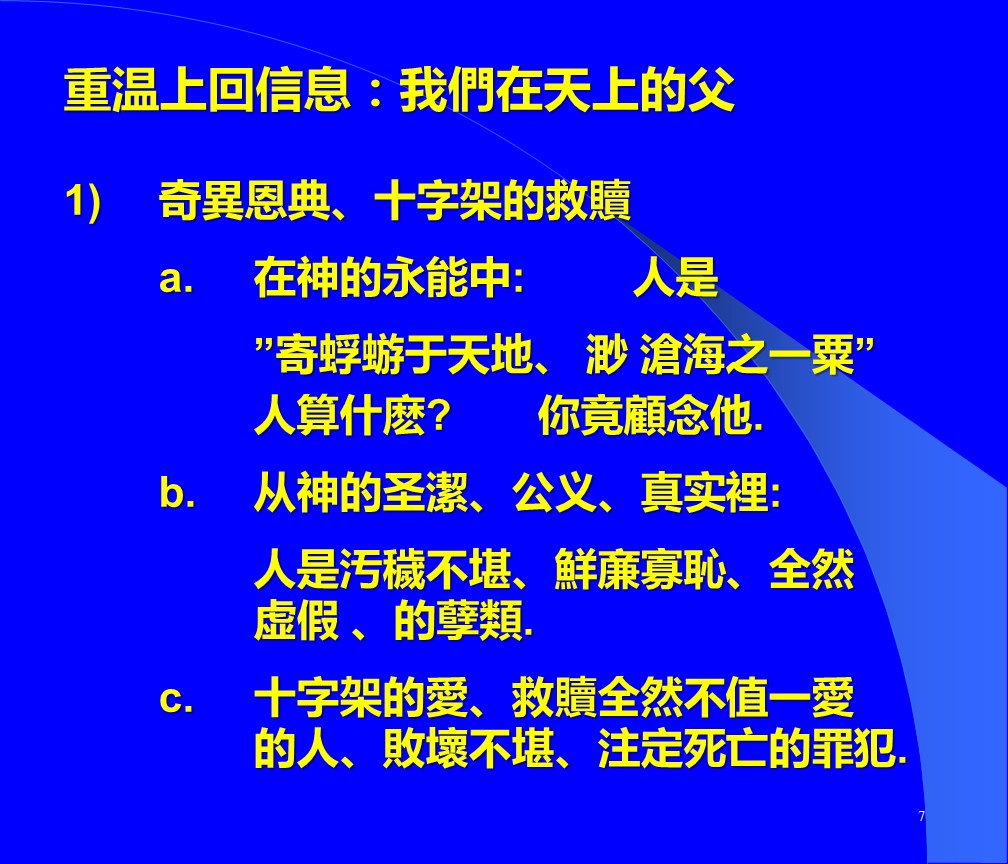 重温上回信息：我們在天上的父
1) 奇異恩典、十字架的救贖
a. 在神的永能中: 人是
”寄蜉蝣于天地、 渺 滄海之一粟”
人算什麽? 你竟顧念他.
b. 从神的圣潔、公义、真实裡:
人是汚穢不堪、鮮亷寡恥、全然
虛假 、的孽類.
c. 十字架的愛、救贖全然不值一愛
的人、敗壞不堪、注定死亡的罪犯.
7